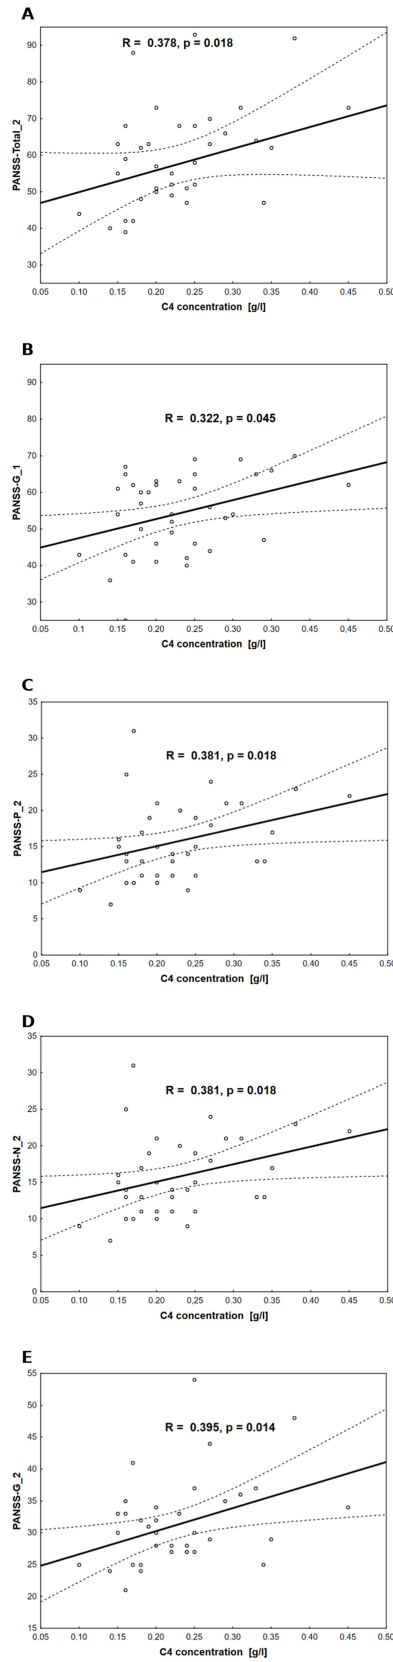 A
R = 0.378, p = 0.018
PANSS-Total_2
90
80
70
60
50
40
30
0.05 0.10 0.15 0.20 0.25 0.30 0.35 0.40 0.45 0.50
C4 concentration [g/l]
B
R = 0.322, p = 0.045
PANSS-G_1
90
80
70
60
50
40
30
0.05 0.10 0.15 0.20 0.25 0.30 0.35 0.40 0.45 0.50
C4 concentration [g/l]
C
R = 0.381, p = 0.018
PANSS-P_2
35
30
25
20
15
10
5
0
0.05 0.10 0.15 0.20 0.25 0.30 0.35 0.40 0.45 0.50
C4 concentration [g/l]
D
R = 0.381, p = 0.018
PANSS-N_2
35
30
25
20
15
10
5
0
0.05 0.10 0.15 0.20 0.25 0.30 0.35 0.40 0.45 0.50
C4 concentration [g/l]
E
R = 0.395, p = 0.014
PANSS-G_2
55
50
45
40
35
30
25
20
15
0.05 0.10 0.15 0.20 0.25 0.30 0.35 0.40 0.45 0.50
C4 concentration [g/l]